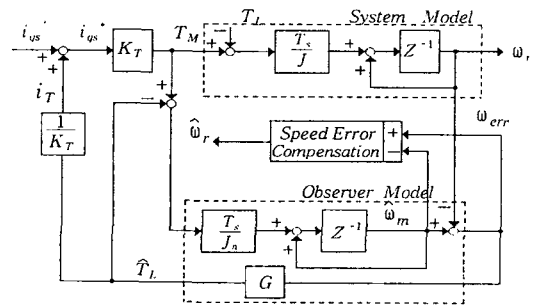 T_L System Model
i_qs* i_qs* K_T T_M − + T_s/J + Z⁻¹ ω_r
+ + + +
i_T + −
1/K_T
ω̂_r Speed Error Compensation + − ω_err
Observer Model
T_s/J_n + Z⁻¹ ω̂_m + −
+
T̂_L G